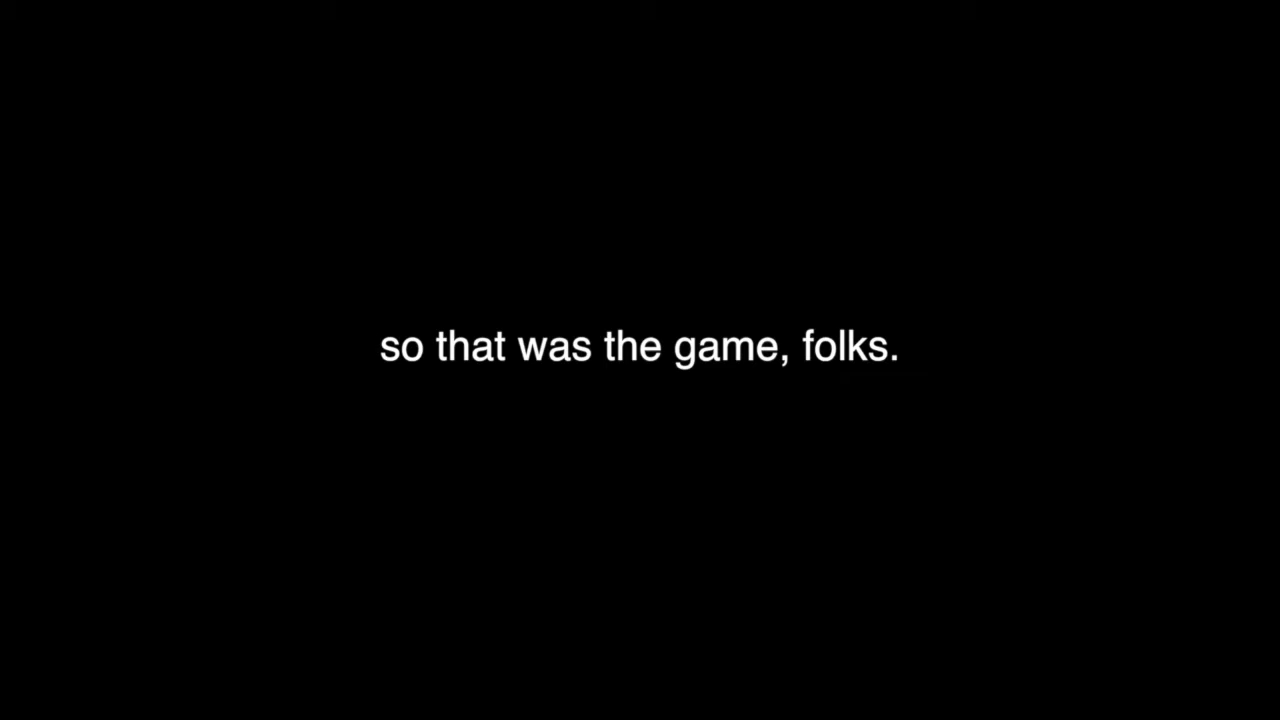 so that was the game, folks.